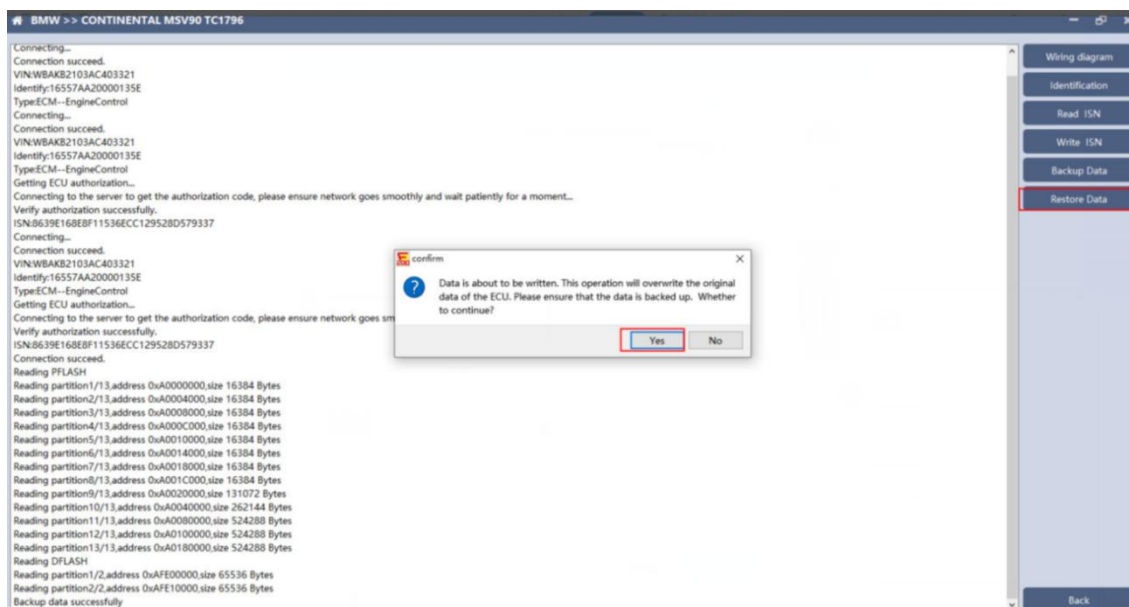 BMW >> CONTINENTAL MSV90 TC1796
Connecting...
Connection succeed.
VIN:WBAKB2103AC403321
Identify:16557AA20000135E
Type:ECM--EngineControl
Connecting...
Connection succeed.
VIN:WBAKB2103AC403321
Identify:16557AA20000135E
Type:ECM--EngineControl
Getting ECU authorization...
Connecting to the server to get the authorization code, please ensure network goes smoothly and wait patiently for a moment...
Verify authorization successfully.
ISN:8639E168E8F11536ECC129528D579337
Connecting...
Connection succeed.
VIN:WBAKB2103AC403321
Identify:16557AA20000135E
Type:ECM--EngineControl
Getting ECU authorization...
Connecting to the server to get the authorization code, please ensure network goes sm
Verify authorization successfully.
ISN:8639E168E8F11536ECC129528D579337
Connection succeed.
Reading PFLASH
Reading partition1/13,address 0xA0000000,size 16384 Bytes
Reading partition2/13,address 0xA0004000,size 16384 Bytes
Reading partition3/13,address 0xA0008000,size 16384 Bytes
Reading partition4/13,address 0xA000C000,size 16384 Bytes
Reading partition5/13,address 0xA0010000,size 16384 Bytes
Reading partition6/13,address 0xA0014000,size 16384 Bytes
Reading partition7/13,address 0xA0018000,size 16384 Bytes
Reading partition8/13,address 0xA001C000,size 16384 Bytes
Reading partition9/13,address 0xA0020000,size 131072 Bytes
Reading partition10/13,address 0xA0040000,size 262144 Bytes
Reading partition11/13,address 0xA0080000,size 524288 Bytes
Reading partition12/13,address 0xA0100000,size 524288 Bytes
Reading partition13/13,address 0xA0180000,size 524288 Bytes
Reading DFLASH
Reading partition1/2,address 0xAFE00000,size 65536 Bytes
Reading partition2/2,address 0xAFE10000,size 65536 Bytes
Backup data successfully
confirm
Data is about to be written. This operation will overwrite the original
data of the ECU. Please ensure that the data is backed up. Whether
to continue?
Yes
No
Wiring diagram
Identification
Read ISN
Write ISN
Backup Data
Restore Data
Back